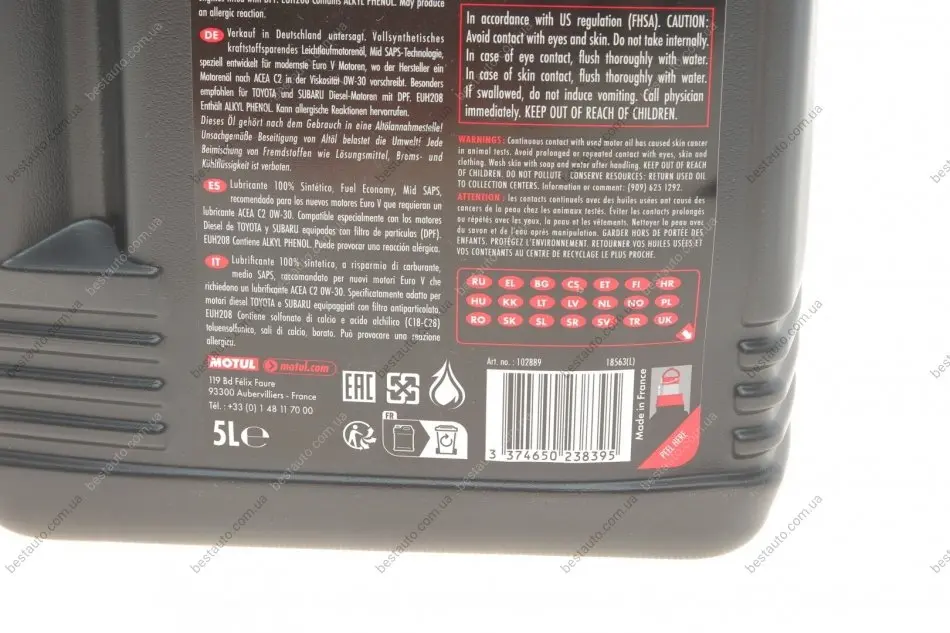 engines fitted with DPF. EUH208 Contains ALKYL PHENOL. May produce
an allergic reaction.
DE Verkauf in Deutschland untersagt. Vollsynthetisches
kraftstoffsparendes Leichtlaufmotorenöl, Mid SAPS-Technologie,
speziell entwickelt für modernste Euro V Motoren, wo der Hersteller ein
Motorenöl nach ACEA C2 in der Viskosität 0W-30 vorschreibt. Besonders
empfohlen für TOYOTA und SUBARU Diesel-Motoren mit DPF. EUH208
Enthält ALKYL PHENOL. Kann allergische Reaktionen hervorrufen.
Dieses Öl gehört nach dem Gebrauch in eine Altölannahmestelle!
Unsachgemäße Beseitigung von Altöl belastet die Umwelt! Jede
Beimischung von Fremdstoffen wie Lösungsmittel, Brems- und
Kühlflüssigkeit ist verboten.
ES Lubricante 100% Sintético, Fuel Economy, Mid SAPS,
recomendado para los nuevos motores Euro V que requieran un
lubricante ACEA C2 0W-30. Compatible especialmente con los motores
Diesel de TOYOTA y SUBARU equipados con filtro de partículas (DPF).
EUH208 Contiene ALKYL PHENOL. Puede provocar una reacción alérgica.
IT Lubrificante 100% sintetico, a risparmio di carburante,
medio SAPS, raccomandato per nuovi motori Euro V che
richiedono un lubrificante ACEA C2 0W-30. Specificatamente adatto per
motori diesel TOYOTA e SUBARU equipaggiati con filtro antiparticolato.
EUH208 Contiene solfonato di calcio e acido alchilico (C18-C28)
toluensolfonico, sali di calcio, borato. Può provocare una reazione
allergica.
MOTUL motul.com
119 Bd Félix Faure
93300 Aubervilliers - France
Tél. : +33 (0) 1 48 11 70 00
5L e
EAC
FR
In accordance with US regulation (FHSA). CAUTION:
Avoid contact with eyes and skin. Do not take internally.
In case of eye contact, flush thoroughly with water.
In case of skin contact, flush thoroughly with water.
If swallowed, do not induce vomiting. Call physician
immediately. KEEP OUT OF REACH OF CHILDREN.
WARNINGS: Continuous contact with used motor oil has caused skin cancer
in animal tests. Avoid prolonged or repeated contact with eyes, skin and
clothing. Wash skin with soap and water after handling. KEEP OUT OF REACH
OF CHILDREN. DO NOT POLLUTE - CONSERVE RESOURCES: RETURN USED OIL
TO COLLECTION CENTERS. Information or comment: (909) 625 1292.
ATTENTION : les contacts continuels avec des huiles usées ont causé des
cancers de la peau chez les animaux testés. Éviter les contacts prolongés
ou répétés avec les yeux, la peau et les vêtements. Nettoyer la peau avec
du savon et de l'eau après manipulation. GARDER HORS DE PORTÉE DES
ENFANTS. PROTÉGEZ L'ENVIRONNEMENT. RETOURNER VOS HUILES USÉES ET
VOS CONTENANTS AU CENTRE DE RECYCLAGE LE PLUS PROCHE.
RU EL BG CS ET FI HR
HU KK LT LV NL NO PL
RO SK SL SR SV TR UK
Art. no. : 102889 18563(L)
3 374650 238395
Made in France
PEEL HERE
bestauto.com.ua